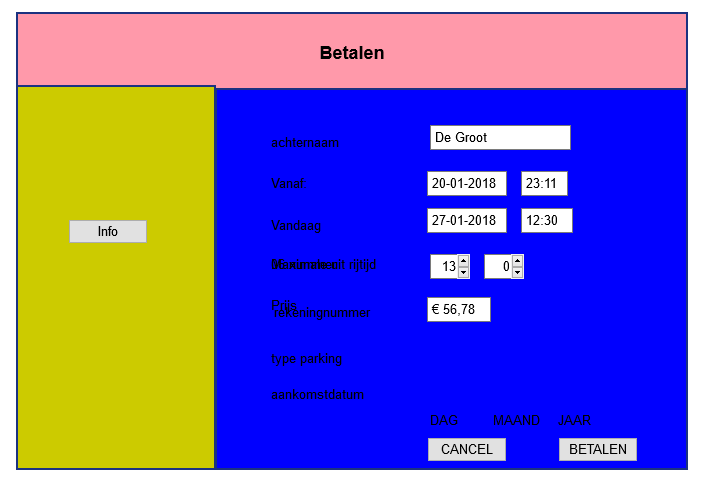 Betalen
achternaam De Groot
Vanaf 20-01-2018 23:11
Info
Vandaag 27-01-2018 12:30
13 0
Prijs € 56,78
rekeningnummer
type parking
aankomstdatum
DAG MAAND JAAR
CANCEL BETALEN